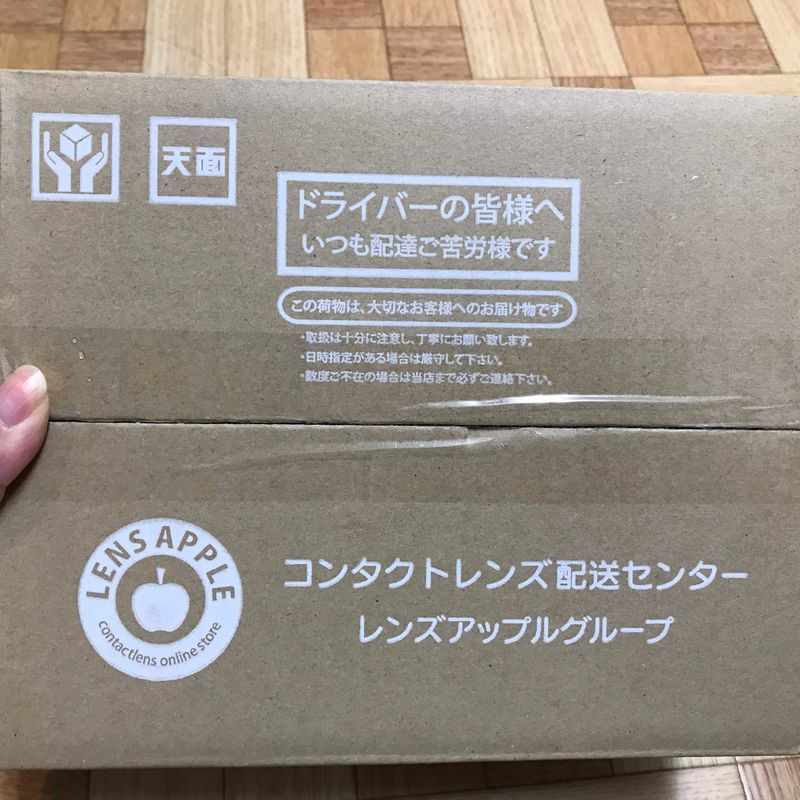 天面
ドライバーの皆様へ
いつも配達ご苦労様です
この荷物は、大切なお客様へのお届け物です
・取扱は十分に注意し、丁寧にお願い致します。
・日時指定がある場合は厳守して下さい。
・数度ご不在の場合は当店まで必ずご連絡下さい。
LENS APPLE
contactlens online store
コンタクトレンズ配送センター
レンズアップルグループ